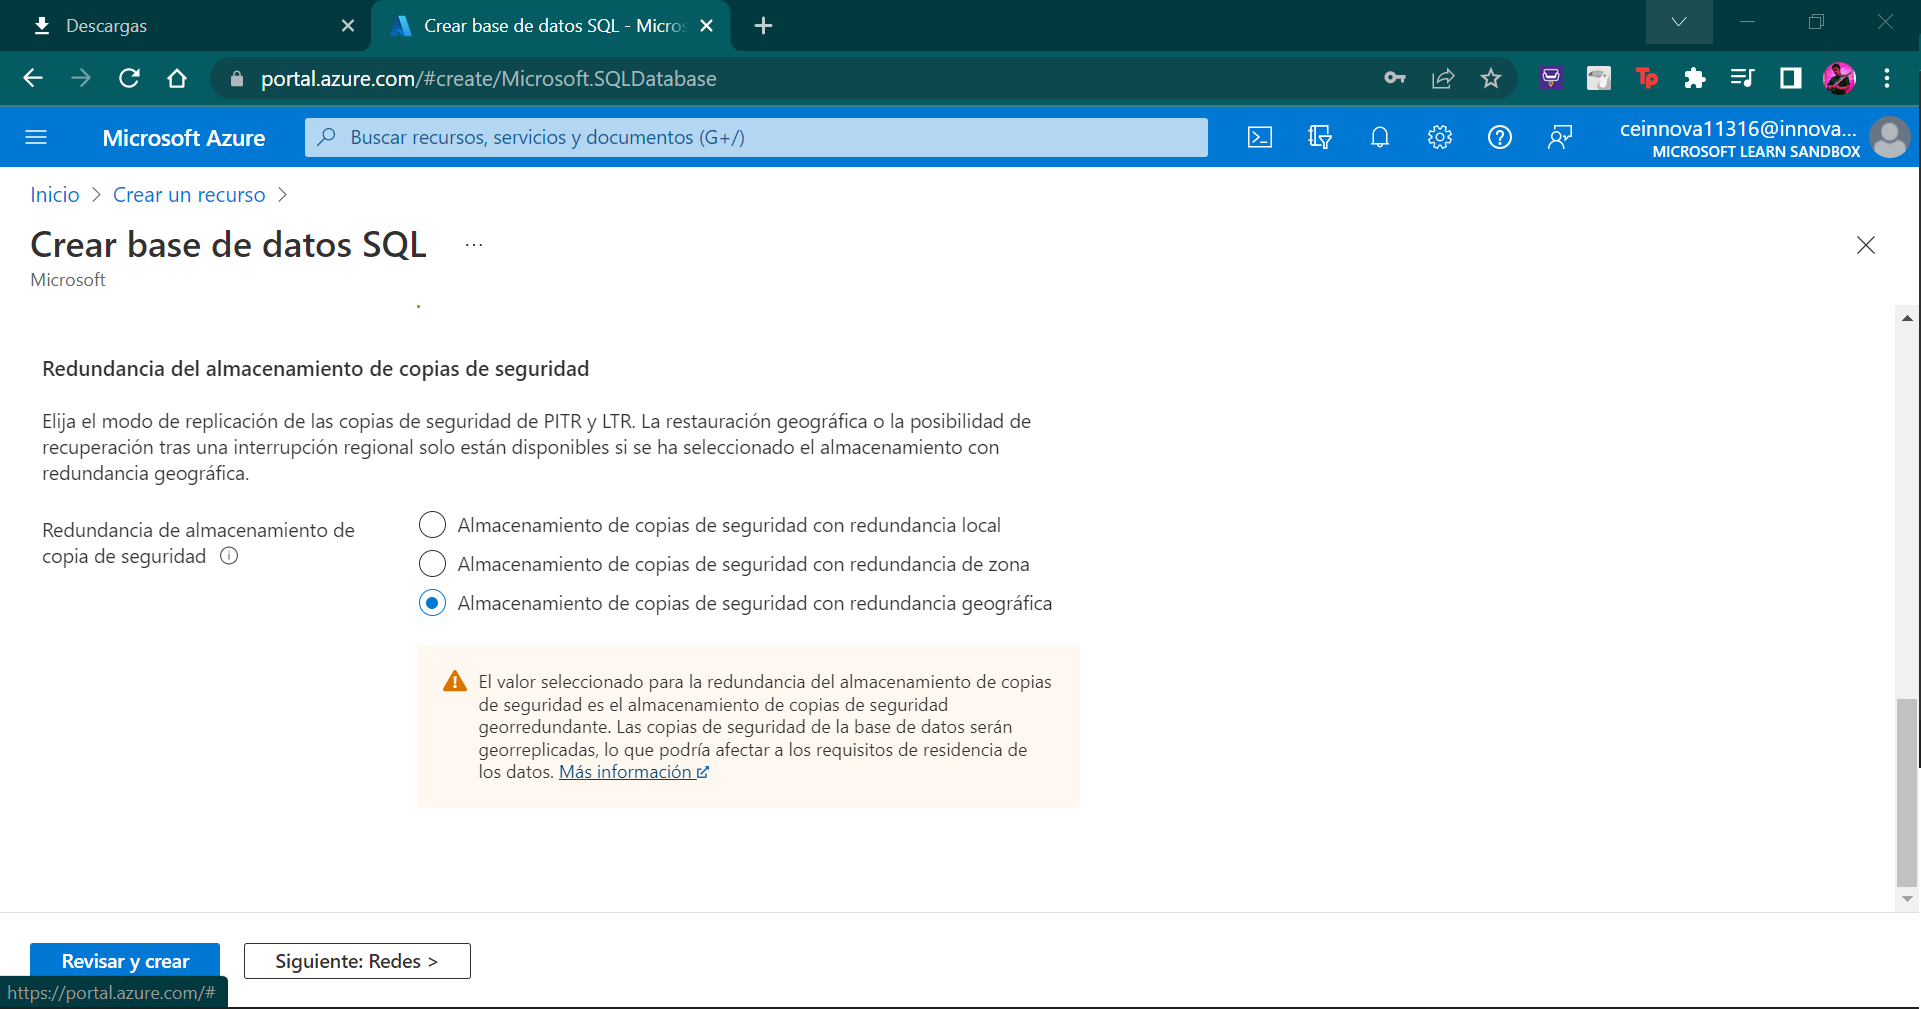 Descargas
Crear base de datos SQL - Micros
portal.azure.com/#create/Microsoft.SQLDatabase
Microsoft Azure
Buscar recursos, servicios y documentos (G+/)
ceinnova11316@innova...
MICROSOFT LEARN SANDBOX
Inicio > Crear un recurso >
Crear base de datos SQL ...
Microsoft
Redundancia del almacenamiento de copias de seguridad
Elija el modo de replicación de las copias de seguridad de PITR y LTR. La restauración geográfica o la posibilidad de
recuperación tras una interrupción regional solo están disponibles si se ha seleccionado el almacenamiento con
redundancia geográfica.
Redundancia de almacenamiento de
copia de seguridad
Almacenamiento de copias de seguridad con redundancia local
Almacenamiento de copias de seguridad con redundancia de zona
Almacenamiento de copias de seguridad con redundancia geográfica
El valor seleccionado para la redundancia del almacenamiento de copias
de seguridad es el almacenamiento de copias de seguridad
georredundante. Las copias de seguridad de la base de datos serán
georreplicadas, lo que podría afectar a los requisitos de residencia de
los datos. Más información
Revisar y crear
Siguiente: Redes >
https://portal.azure.com/#